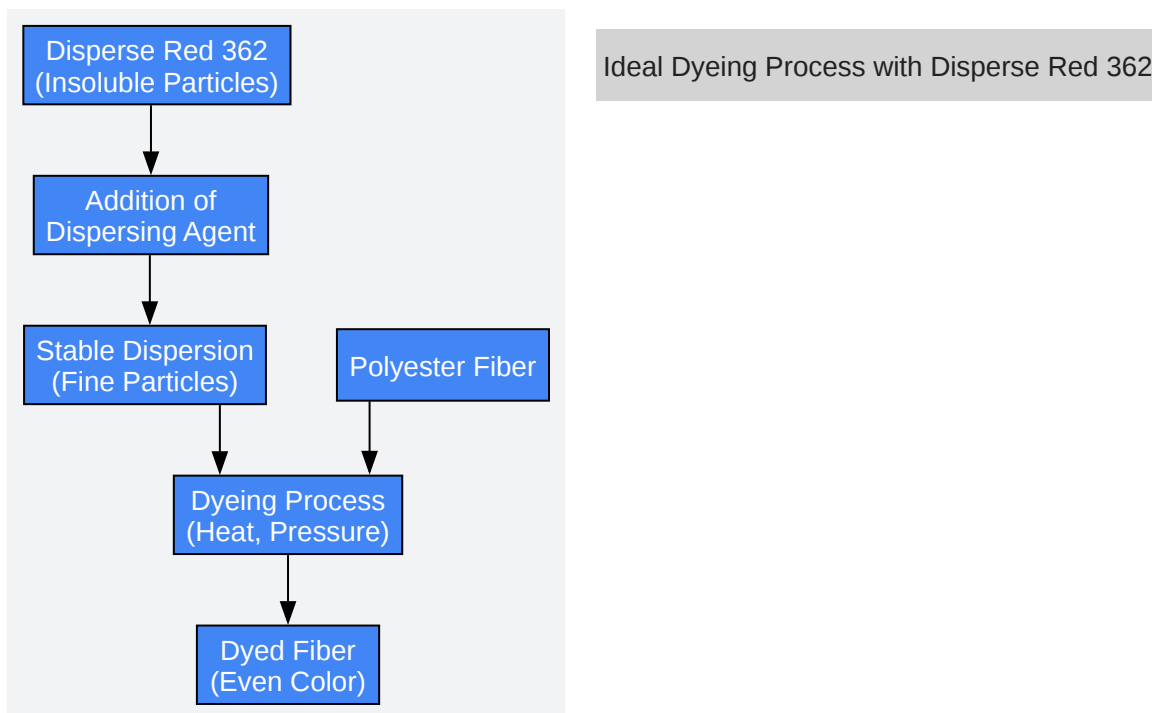 Disperse Red 362
(Insoluble Particles)
Ideal Dyeing Process with Disperse Red 362
Addition of
Dispersing Agent
Stable Dispersion
(Fine Particles)
Polyester Fiber
Dyeing Process
(Heat, Pressure)
Dyed Fiber
(Even Color)